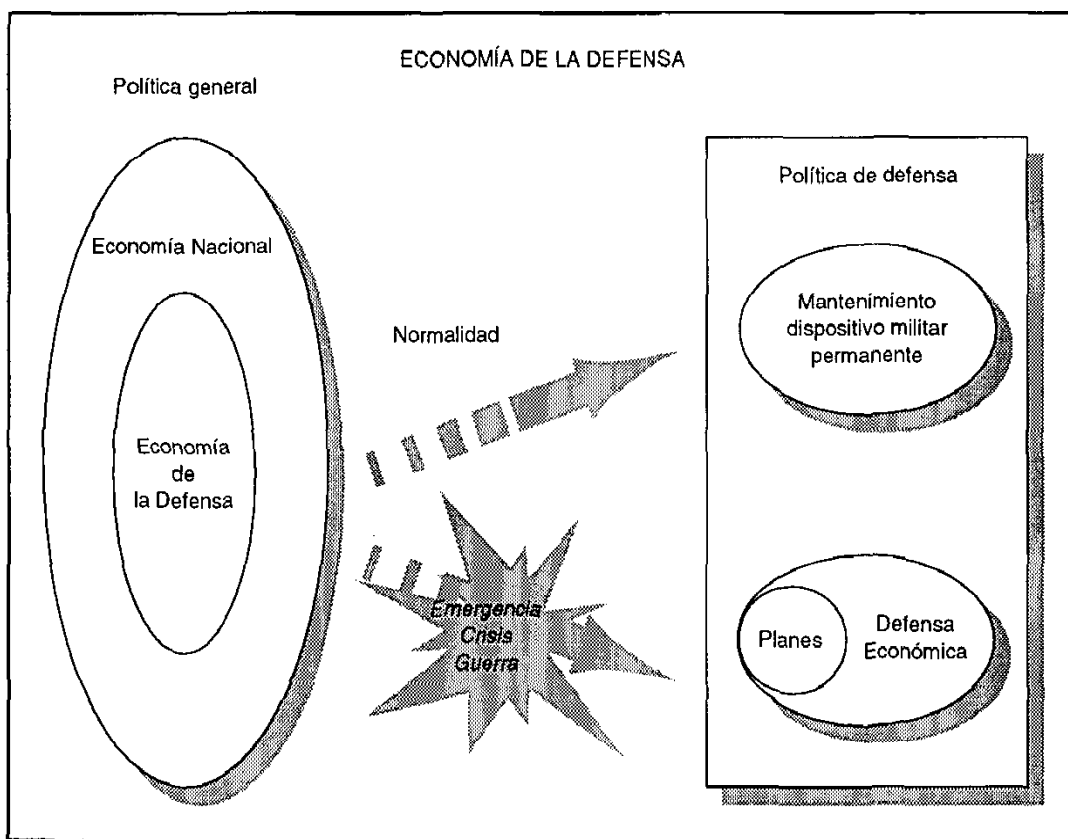 ECONOMÍA DE LA DEFENSA
Política general
Economía Nacional
Economía
de
la Defensa
Normalidad
Emergencia
Crisis
Guerra
Política de defensa
Mantenimiento
dispositivo militar
permanente
Planes
Defensa
Económica